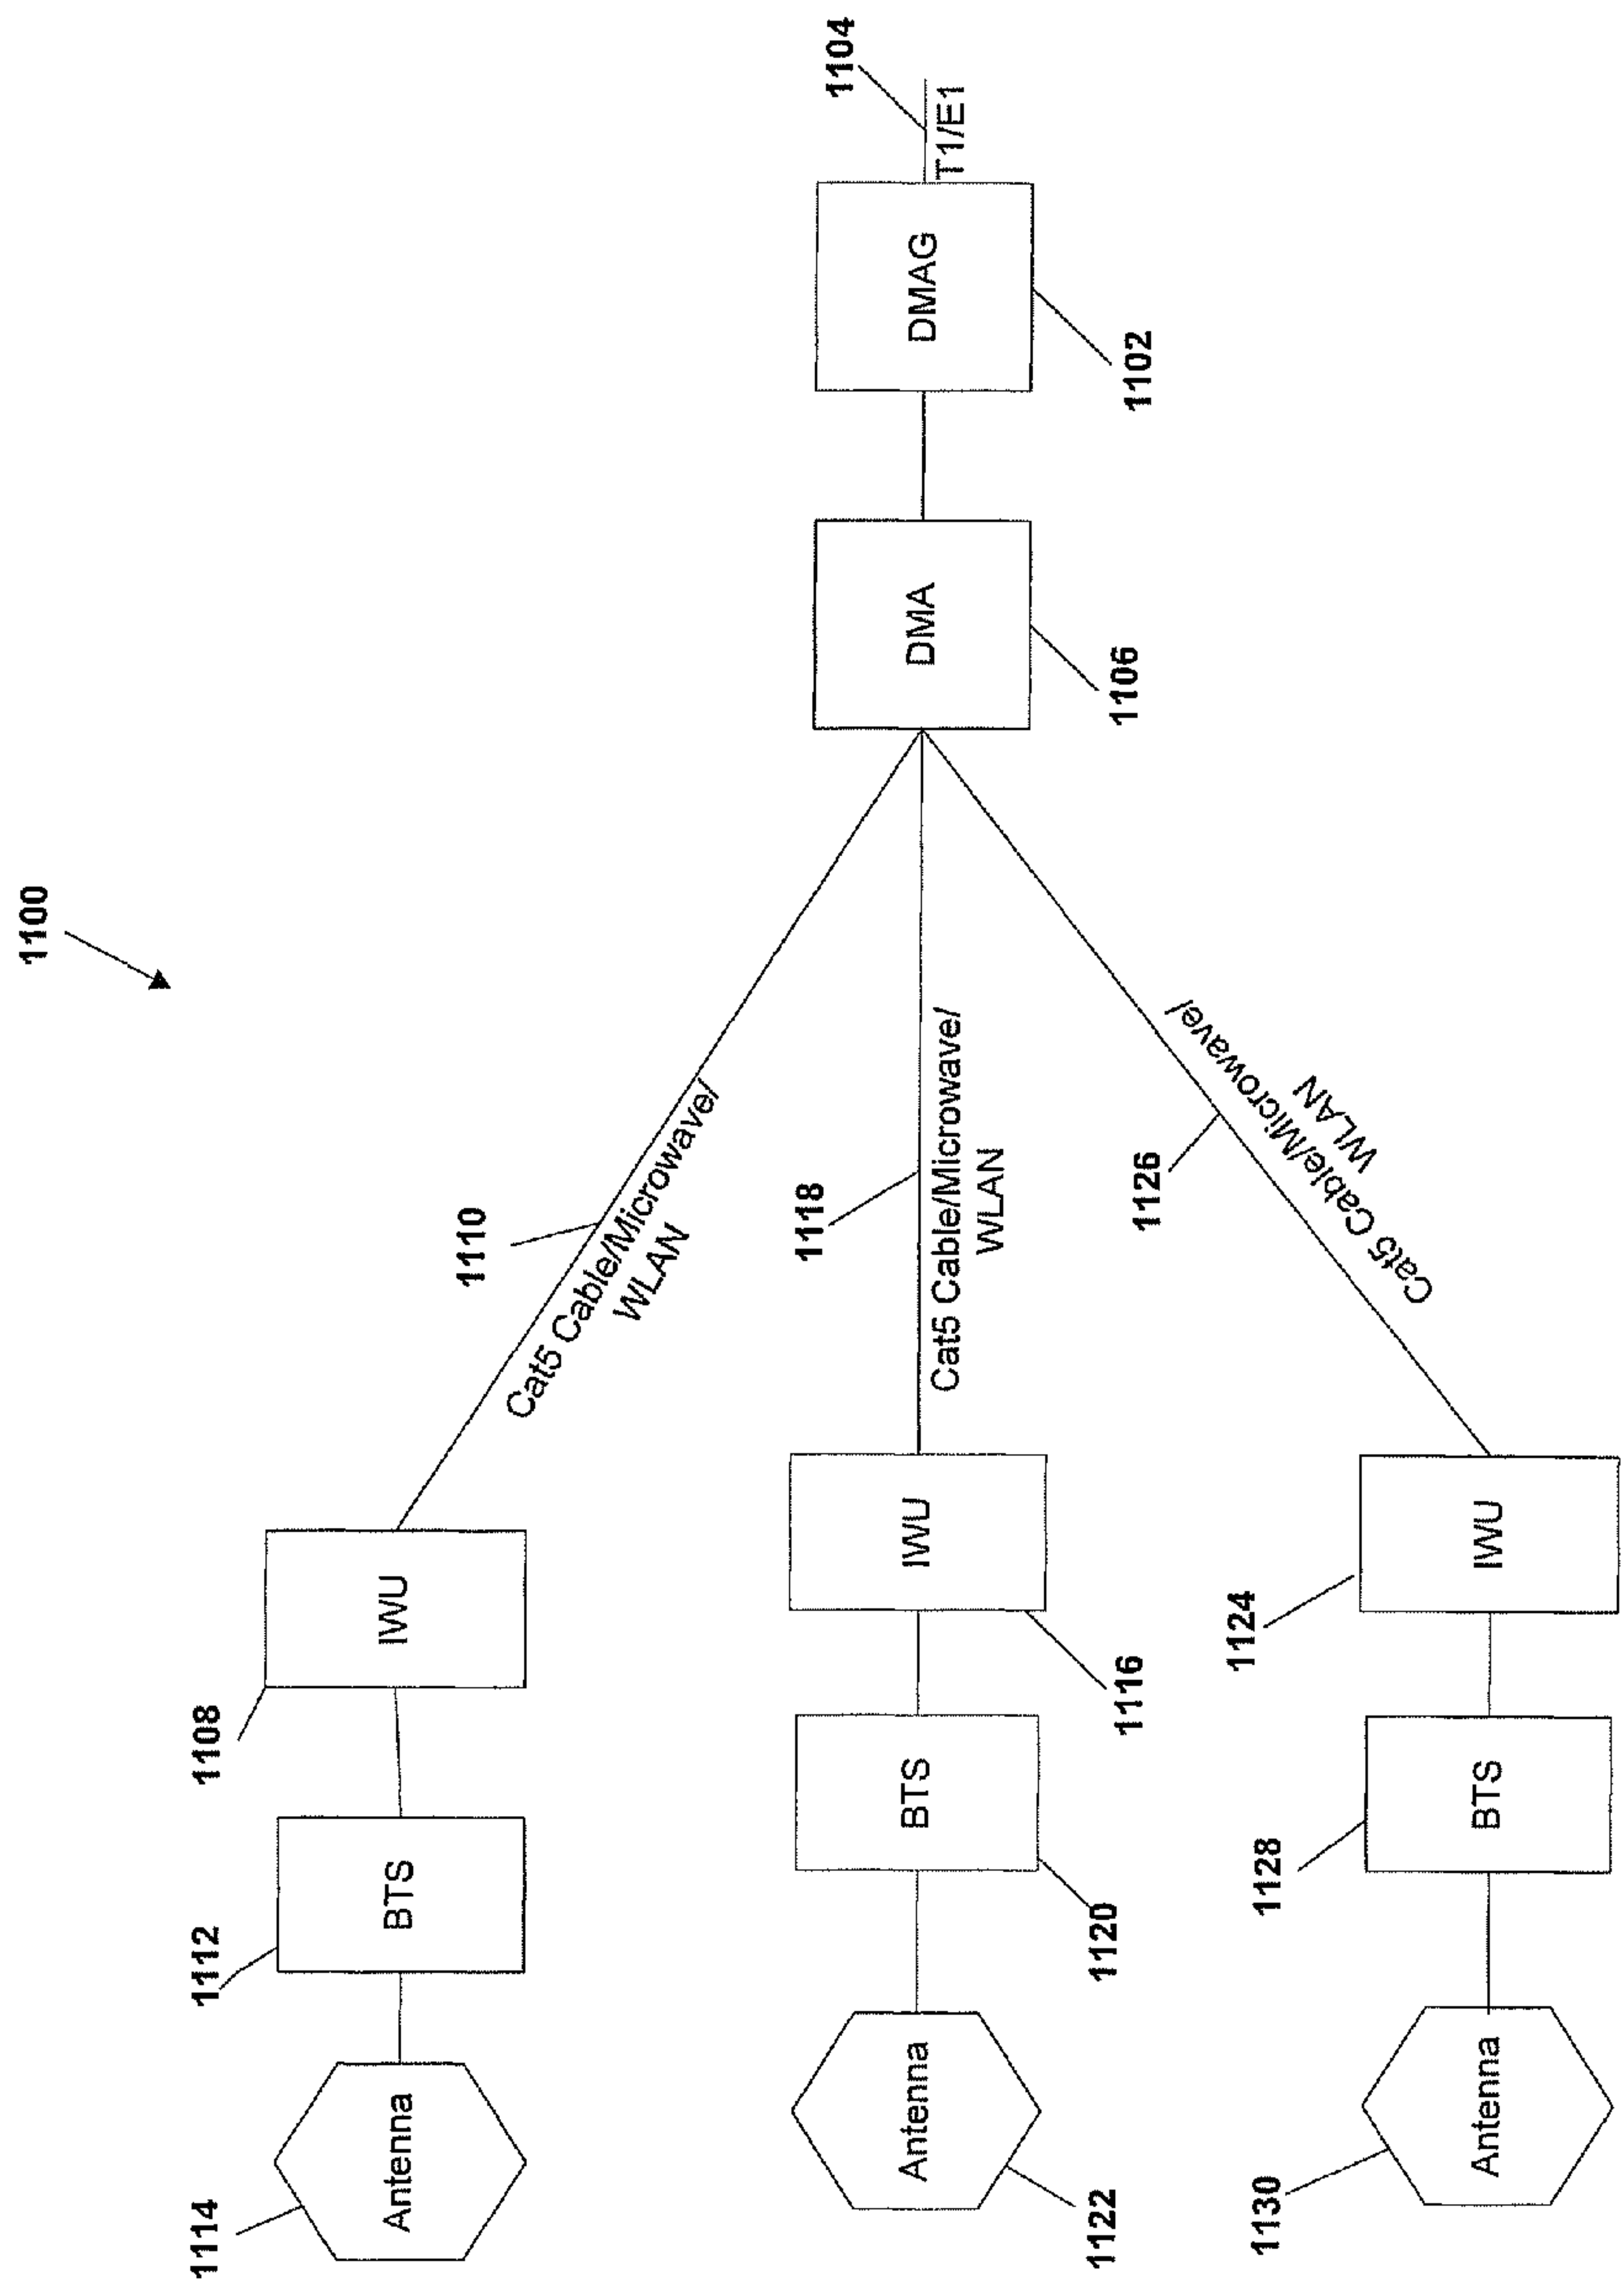 1100
1114
Antenna
1112
BTS
1108
IWU
1110
Cat5 Cable/Microwave/
WLAN
1122
Antenna
1120
BTS
1116
IWU
1118
Cat5 Cable/Microwave/
WLAN
DMA
1106
DMAG
1102
1104
T1/E1
1130
Antenna
1128
BTS
1124
IWU
1126
Cat5 Cable/Microwave/
WLAN